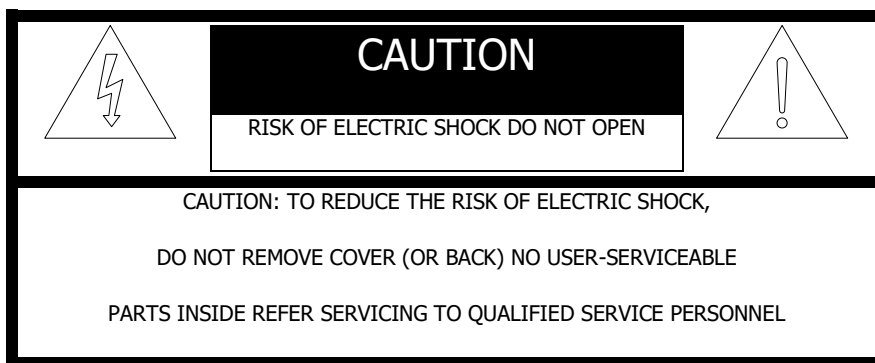 CAUTION
RISK OF ELECTRIC SHOCK DO NOT OPEN
CAUTION: TO REDUCE THE RISK OF ELECTRIC SHOCK,
DO NOT REMOVE COVER (OR BACK) NO USER-SERVICEABLE
PARTS INSIDE REFER SERVICING TO QUALIFIED SERVICE PERSONNEL